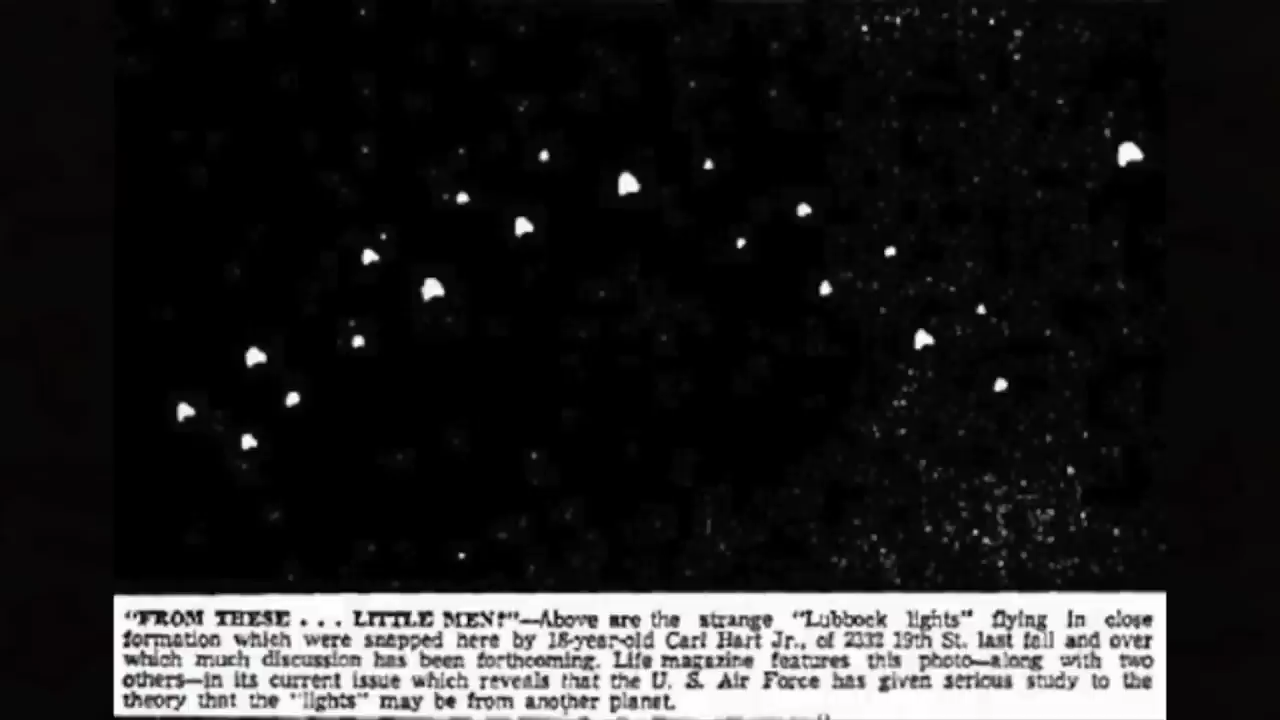 "FROM THESE . . . LITTLE MEN?"—Above are the strange "Lubbock lights" flying in close
formation which were snapped here by 18-year-old Carl Hart Jr., of 2332 19th St. last fall and over
which much discussion has been forthcoming. Life magazine features this photo—along with two
others—in its current issue which reveals that the U. S. Air Force has given serious study to the
theory that the "lights" may be from another planet.